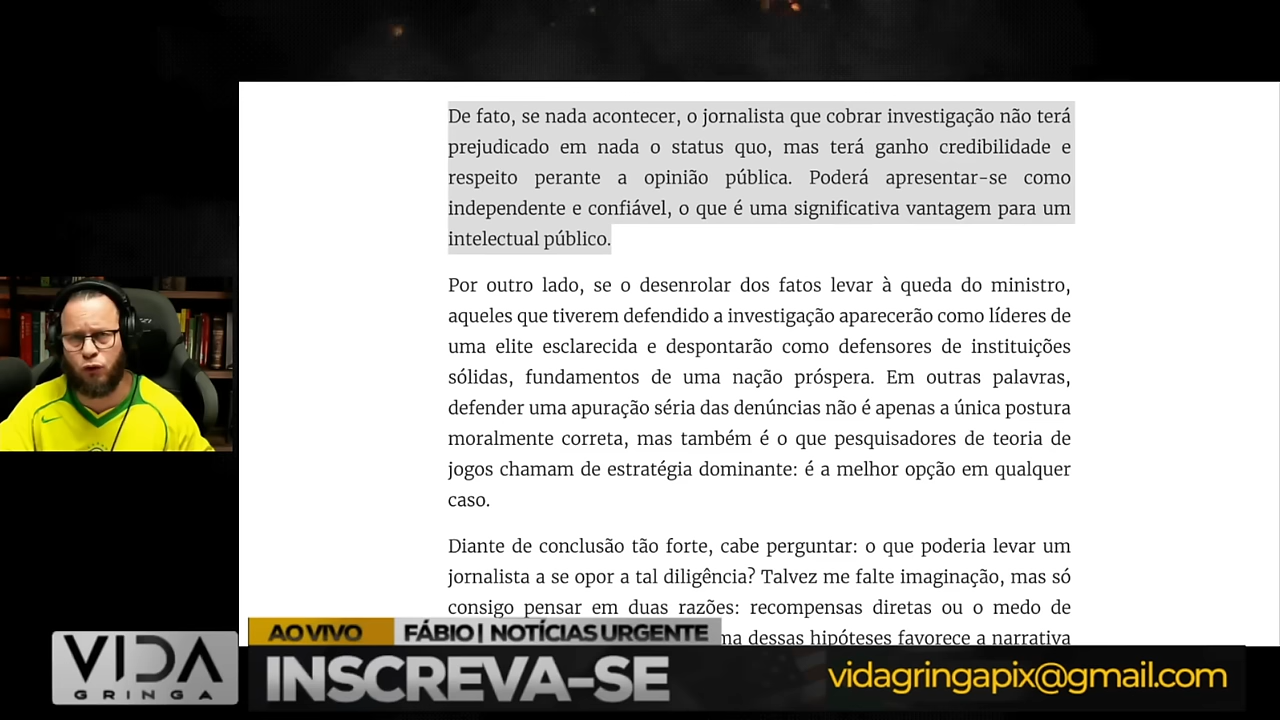 De fato, se nada acontecer, o jornalista que cobrar investigação não terá
prejudicado em nada o status quo, mas terá ganho credibilidade e
respeito perante a opinião pública. Poderá apresentar-se como
independente e confiável, o que é uma significativa vantagem para um
intelectual público.
Por outro lado, se o desenrolar dos fatos levar à queda do ministro,
aqueles que tiverem defendido a investigação aparecerão como líderes de
uma elite esclarecida e despontarão como defensores de instituições
sólidas, fundamentos de uma nação próspera. Em outras palavras,
defender uma apuração séria das denúncias não é apenas a única postura
moralmente correta, mas também é o que pesquisadores de teoria de
jogos chamam de estratégia dominante: é a melhor opção em qualquer
caso.
Diante de conclusão tão forte, cabe perguntar: o que poderia levar um
jornalista a se opor a tal diligência? Talvez me falte imaginação, mas só
consigo pensar em duas razões: recompensas diretas ou o medo de
dessas hipóteses favorece a narrativa
AO VIVO FÁBIO | NOTÍCIAS URGENTE
VIDA
GRINGA
INSCREVA-SE
vidagringapix@gmail.com